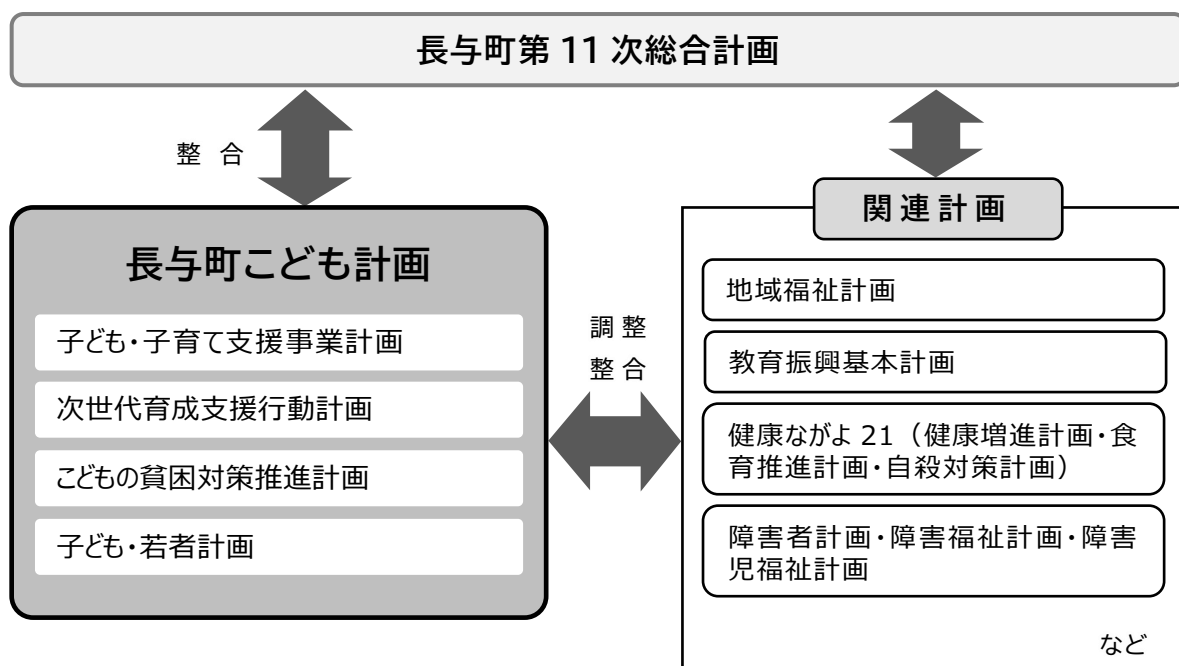 長与町第 11 次総合計画
整 合
長与町こども計画
子ども・子育て支援事業計画
次世代育成支援行動計画
こどもの貧困対策推進計画
子ども・若者計画
調 整
整 合
関連計画
地域福祉計画
教育振興基本計画
健康ながよ 21（健康増進計画・食
育推進計画・自殺対策計画）
障害者計画・障害福祉計画・障害
児福祉計画
など